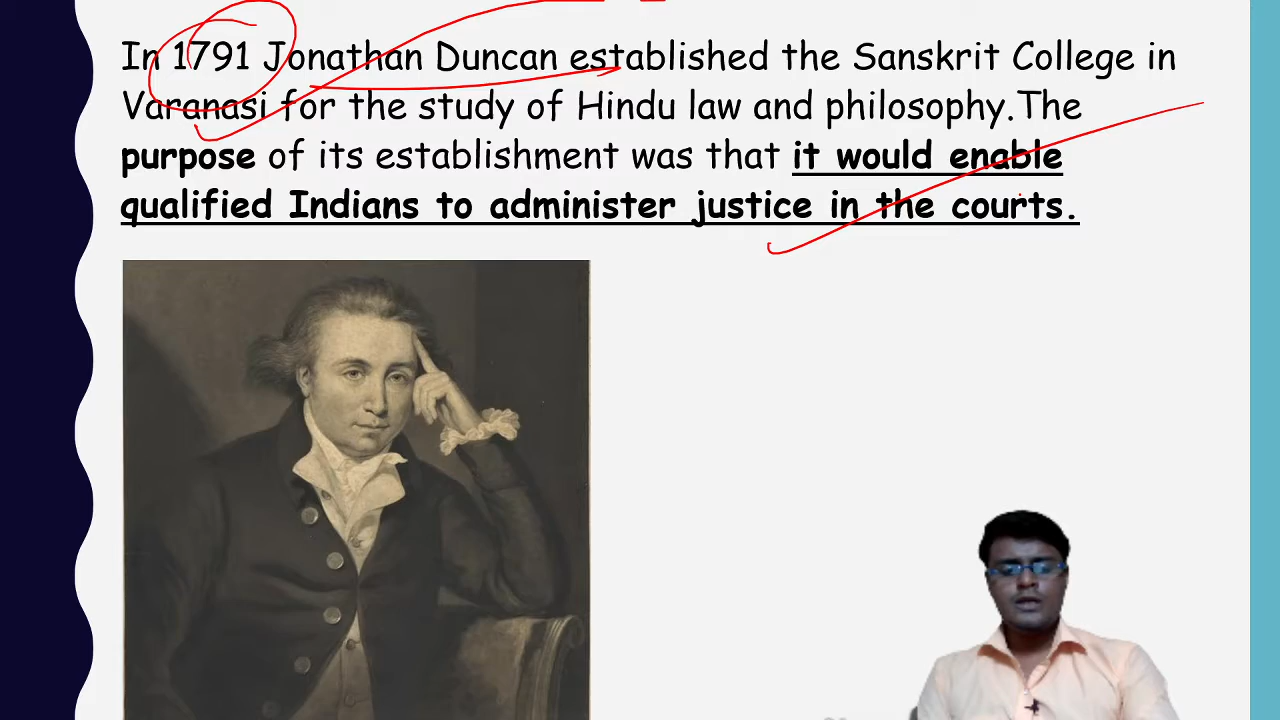 In 1791 Jonathan Duncan established the Sanskrit College in
Varanasi for the study of Hindu law and philosophy.The
purpose of its establishment was that it would enable
qualified Indians to administer justice in the courts.